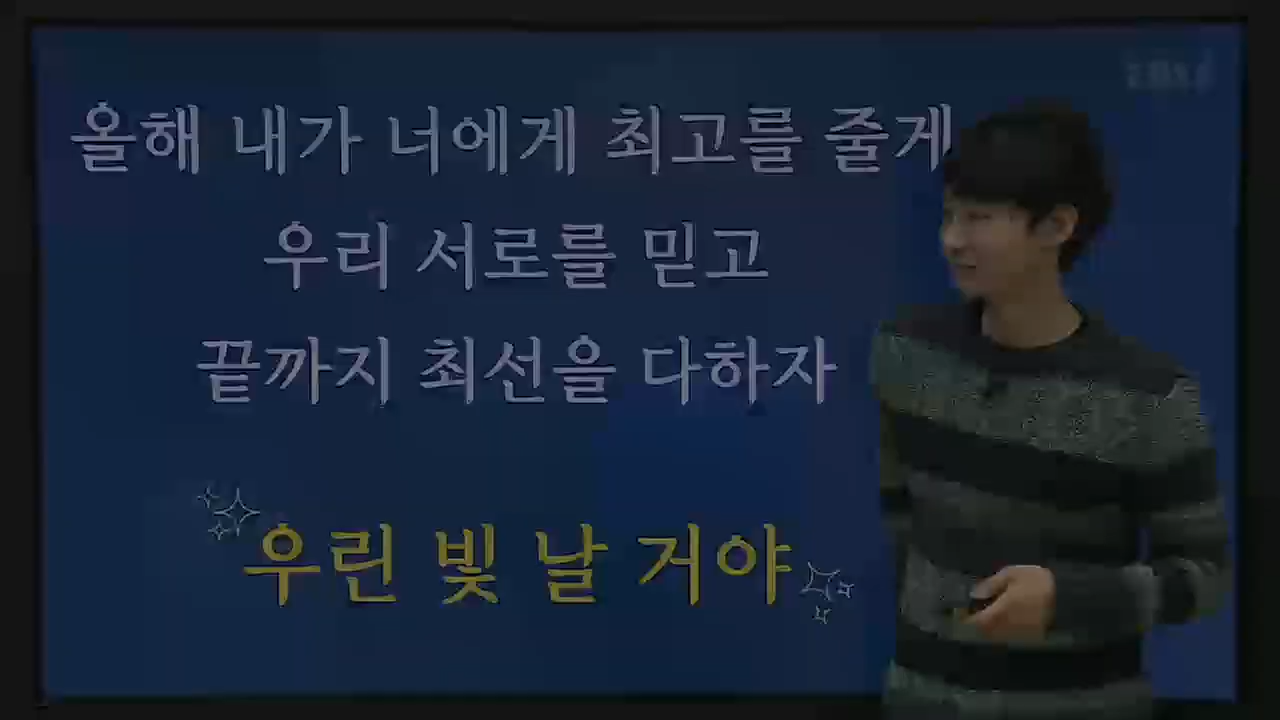 올해 내가 너에게 최고를 줄게
우리 서로를 믿고
끝까지 최선을 다하자
우린 빛 날 거야